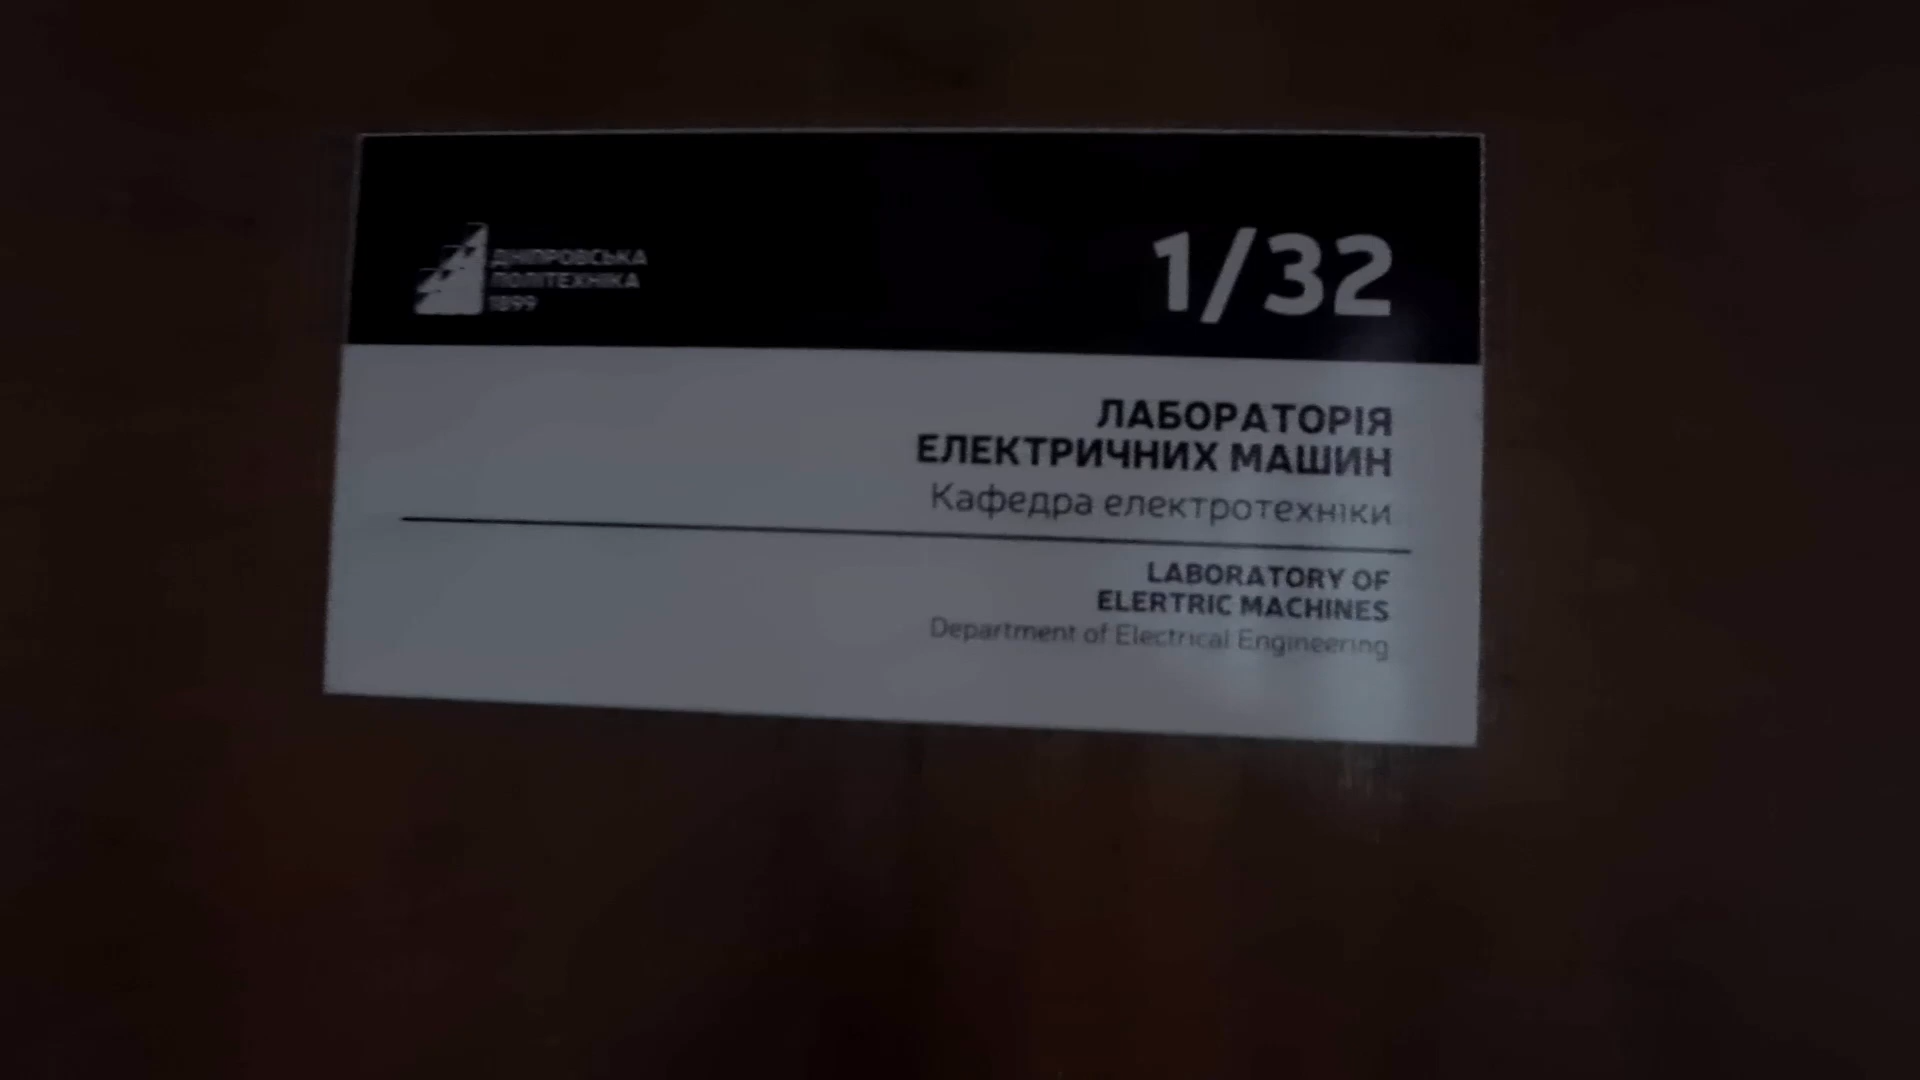 ДНІПРОВСЬКА
ПОЛІТЕХНІКА
1899
1/32
ЛАБОРАТОРІЯ
ЕЛЕКТРИЧНИХ МАШИН
Кафедра електротехніки
LABORATORY OF
ELERTRIC MACHINES
Department of Electrical Engineering